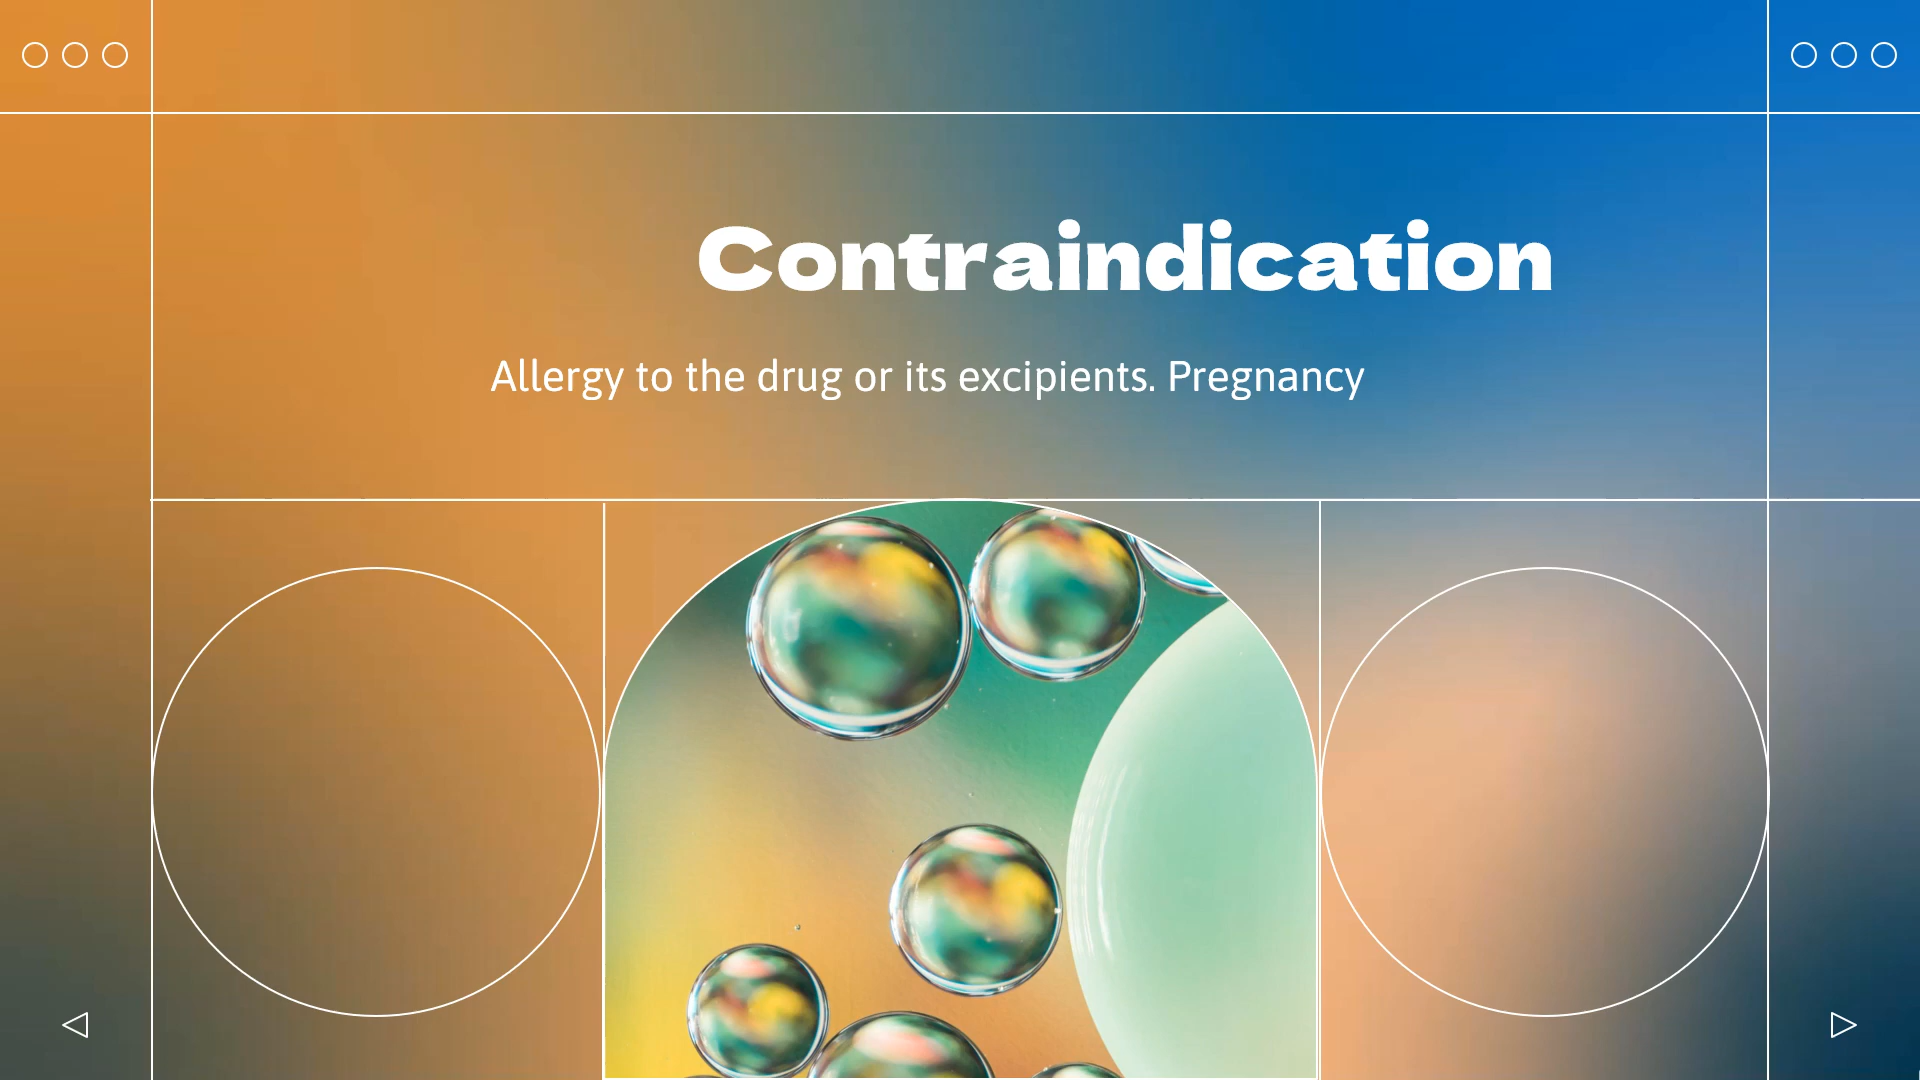 Contraindication
Allergy to the drug or its excipients. Pregnancy